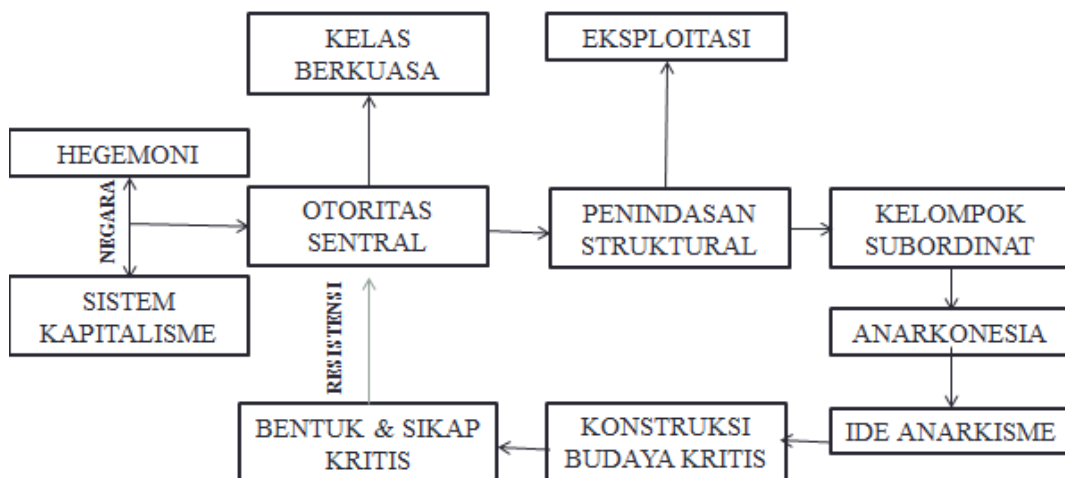 KELAS
BERKUASA
EKSPLOITASI
HEGEMONI
NEGARA
OTORITAS
SENTRAL
PENINDASAN
STRUKTURAL
KELOMPOK
SUBORDINAT
SISTEM
KAPITALISME
RESISTENSI
ANARKONESIA
BENTUK & SIKAP
KRITIS
KONSTRUKSI
BUDAYA KRITIS
IDE ANARKISME